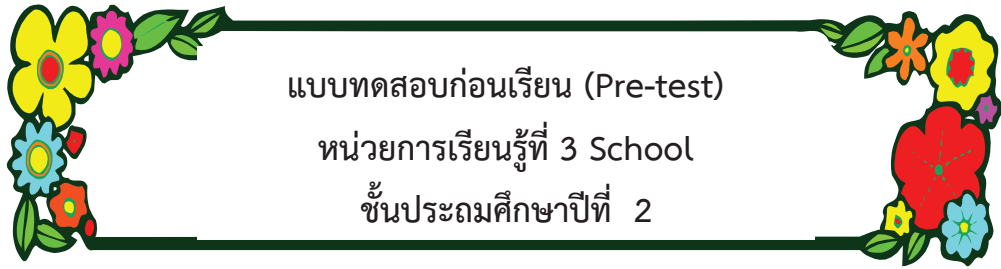 แบบทดสอบก่อนเรียน (Pre-test)
หน่วยการเรียนรู้ที่ 3 School
ชั้นประถมศึกษาปีที่ 2